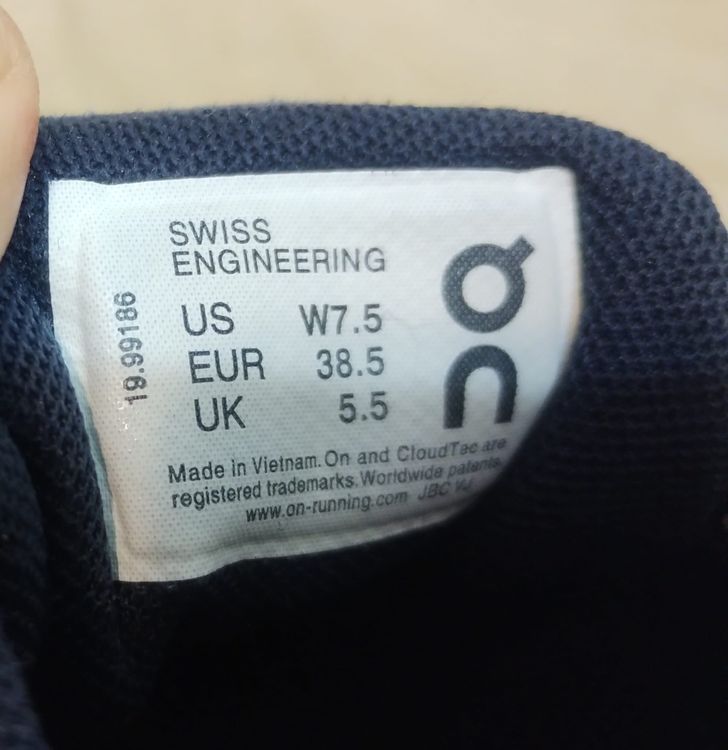 SWISS
ENGINEERING
US W7.5
EUR 38.5
UK 5.5
19.99186
Made in Vietnam. On and CloudTec are
registered trademarks. Worldwide patents.
www.on-running.com JBC VJ
On